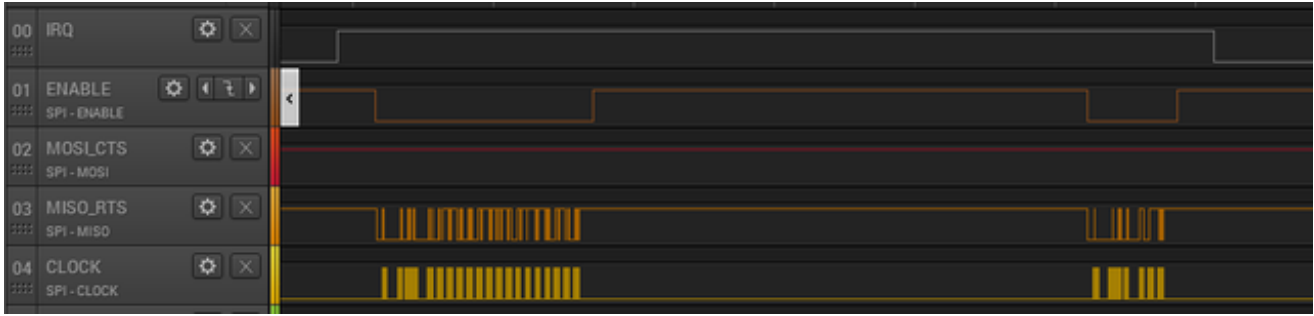 00 IRQ
01 ENABLE
SPI - ENABLE
02 MOSI_CTS
SPI - MOSI
03 MISO_RTS
SPI - MISO
04 CLOCK
SPI - CLOCK